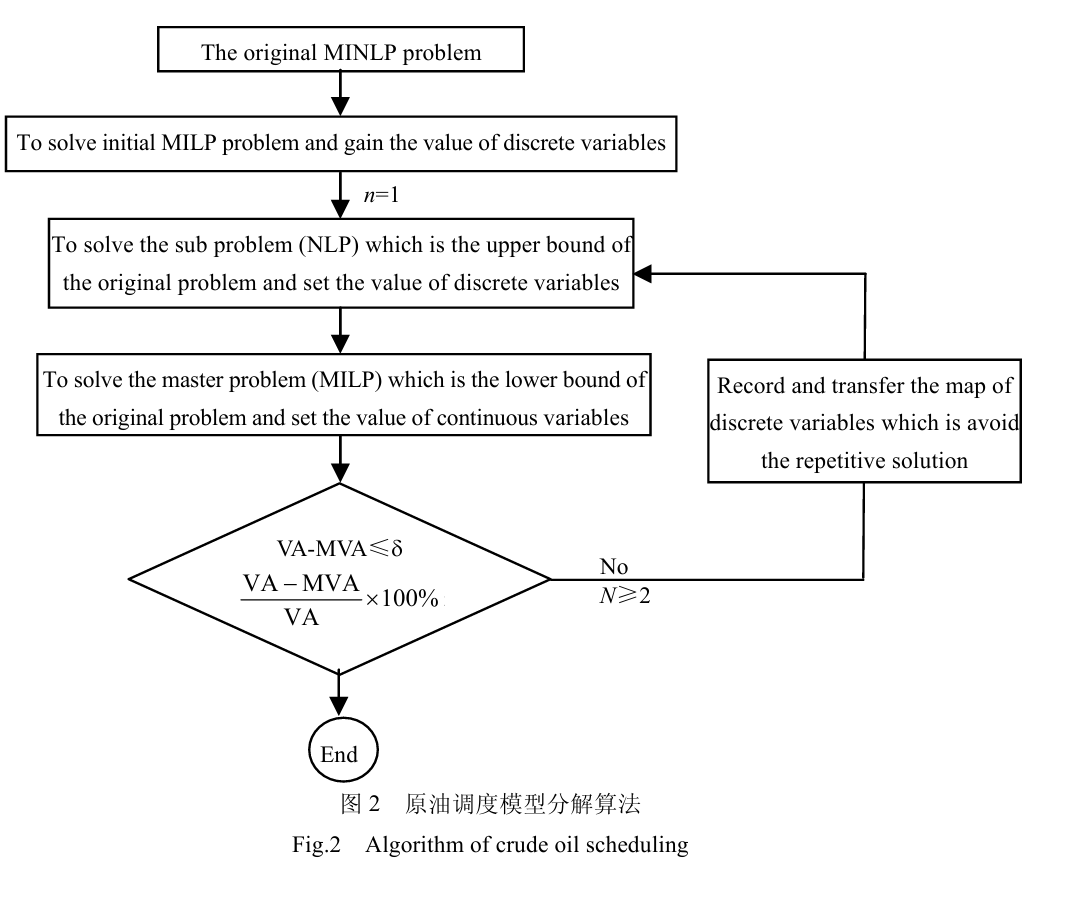 The original MINLP problem
To solve initial MILP problem and gain the value of discrete variables
n=1
To solve the sub problem (NLP) which is the upper bound of
the original problem and set the value of discrete variables
To solve the master problem (MILP) which is the lower bound of
the original problem and set the value of continuous variables
Record and transfer the map of
discrete variables which is avoid
the repetitive solution
VA-MVA≤δ
VA – MVA
×100%
VA
No
N≥2
End
图 2 原油调度模型分解算法
Fig.2 Algorithm of crude oil scheduling